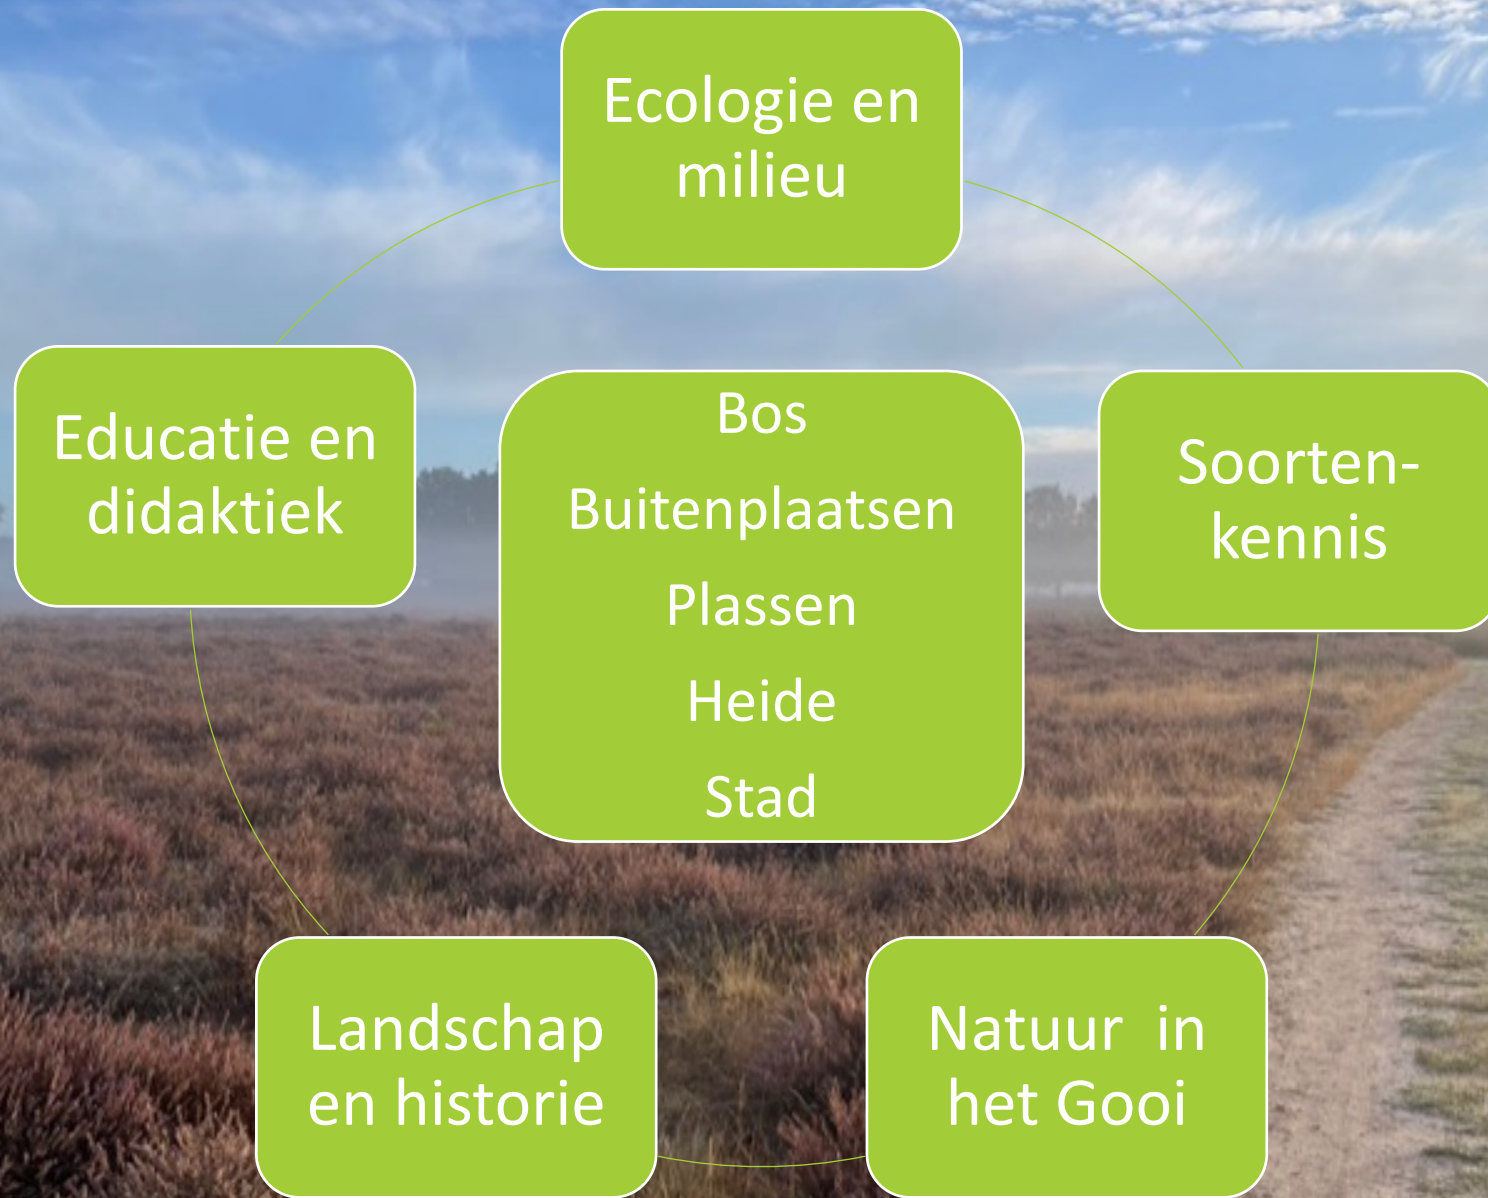 Ecologie en
milieu
Educatie en
didaktiek
Bos
Buitenplaatsen
Plassen
Heide
Stad
Soorten-
kennis
Landschap
en historie
Natuur  in
het Gooi